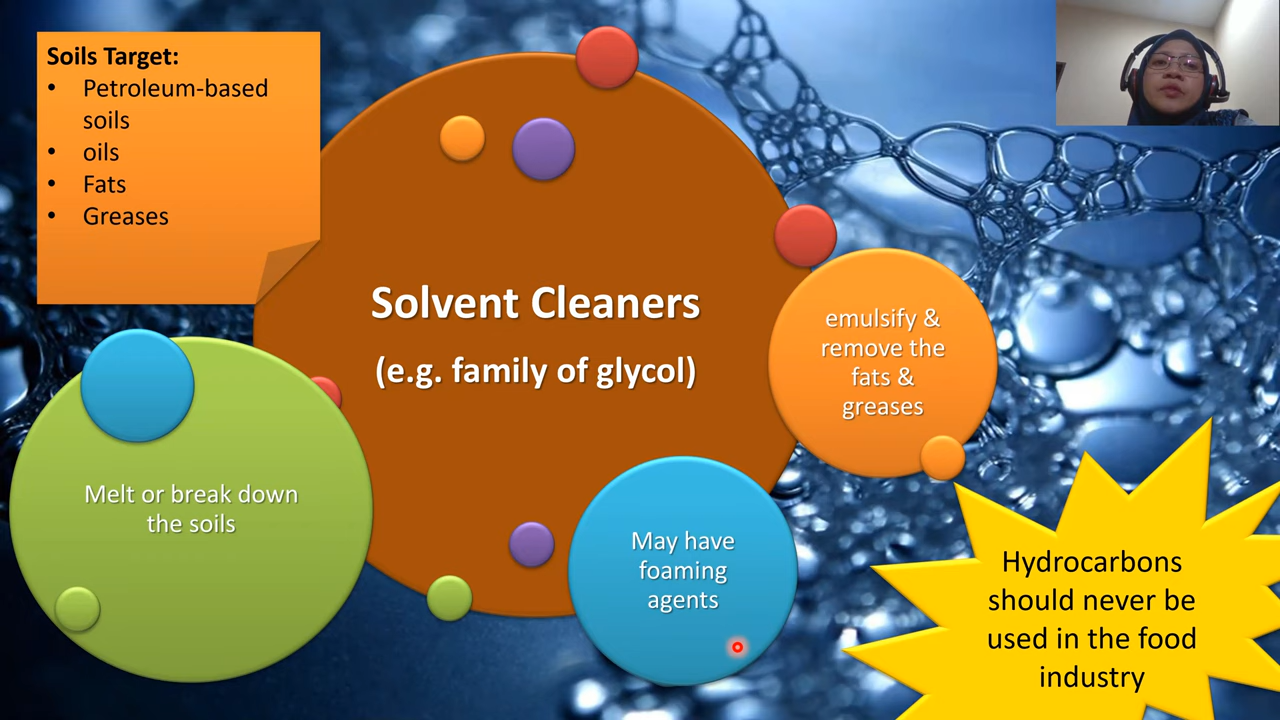 Soils Target:
• Petroleum-based
soils
• oils
• Fats
• Greases
Solvent Cleaners
(e.g. family of glycol)
emulsify &
remove the
fats &
greases
Melt or break down
the soils
May have
foaming
agents
Hydrocarbons
should never be
used in the food
industry